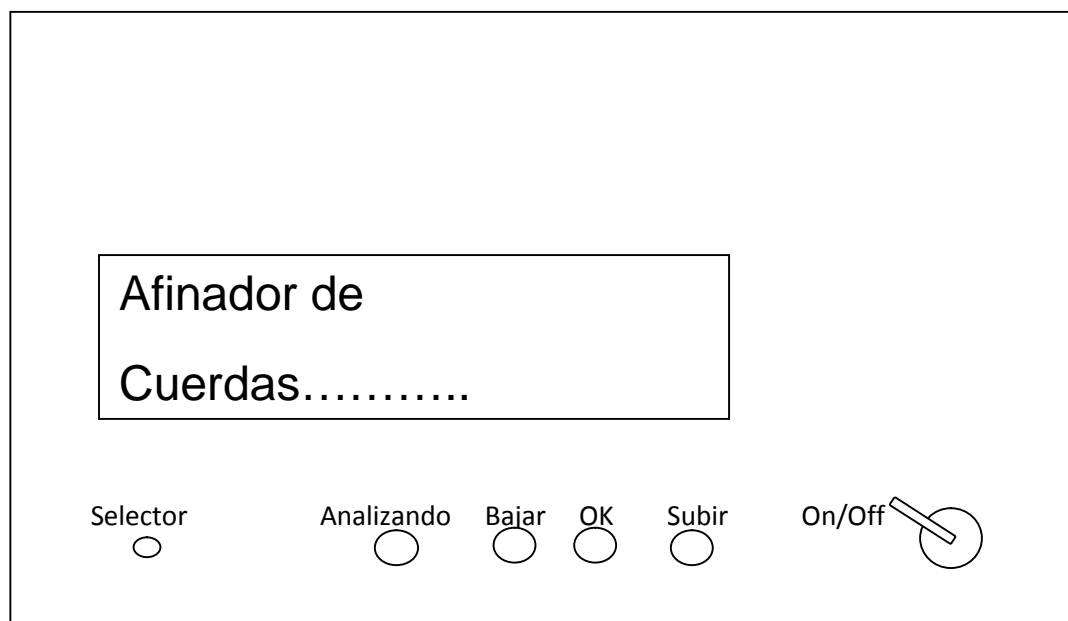 Afinador de
Cuerdas………..
Selector Analizando Bajar OK Subir On/Off